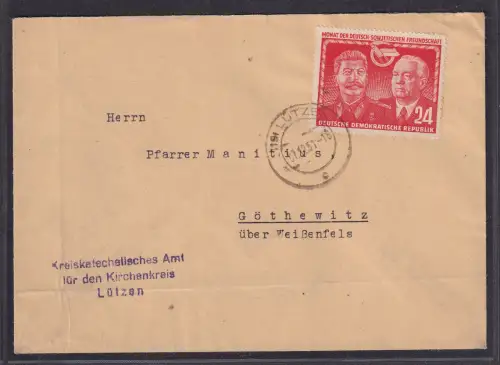 MONAT DER DEUTSCH-SOWJETISCHEN FREUNDSCHAFT
24
DEUTSCHE DEMOKRATISCHE REPUBLIK
LÜTZEN
Herrn
Pfarrer Manitius.
Göthewitz
über Weißenfels
Kreiskatechetisches Amt
für den Kirchenkreis
Lützen